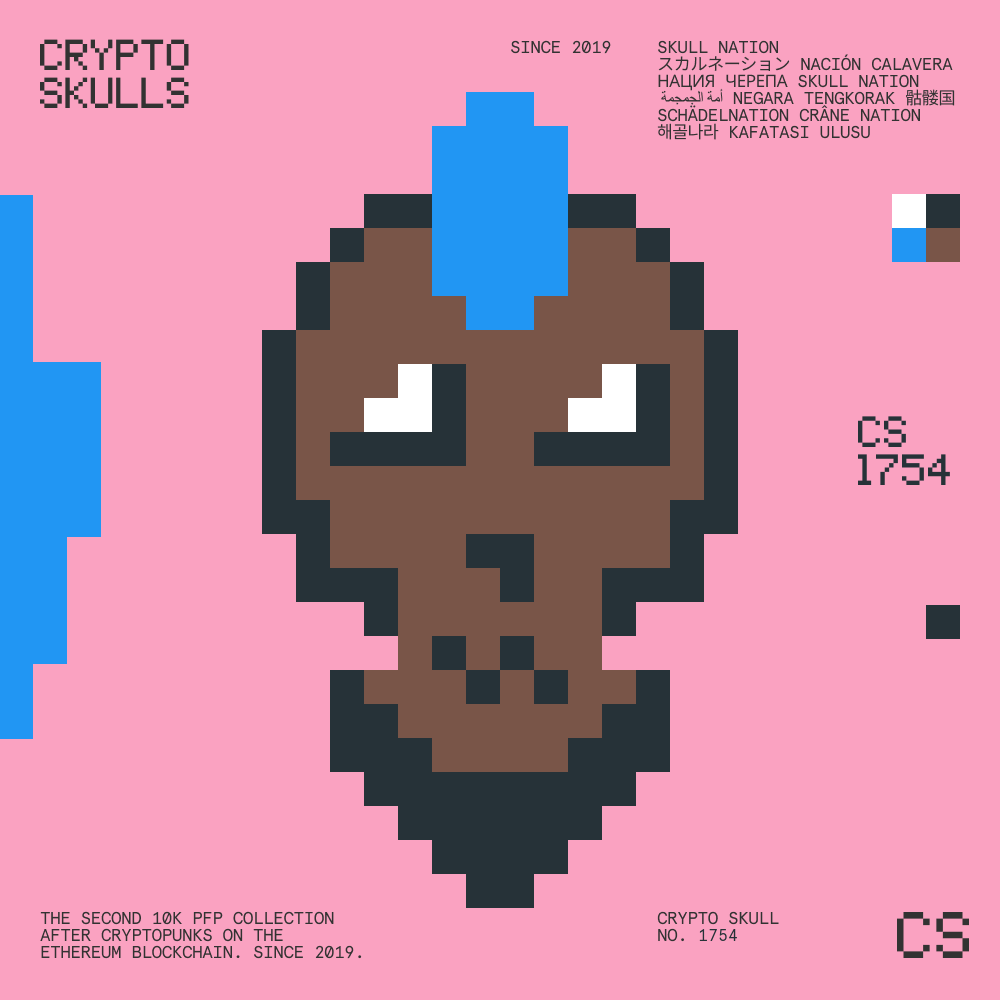 CRYPTO
SKULLS
SINCE 2019
SKULL NATION
スカルネーション NACIÓN CALAVERA
НАЦИЯ ЧЕРЕПА SKULL NATION
أمة الجمجمة NEGARA TENGKORAK 骷髅国
SCHÄDELNATION CRÂNE NATION
해골나라 KAFATASI ULUSU
CS
1754
THE SECOND 10K PFP COLLECTION
AFTER CRYPTOPUNKS ON THE
ETHEREUM BLOCKCHAIN. SINCE 2019.
CRYPTO SKULL
NO. 1754
CS